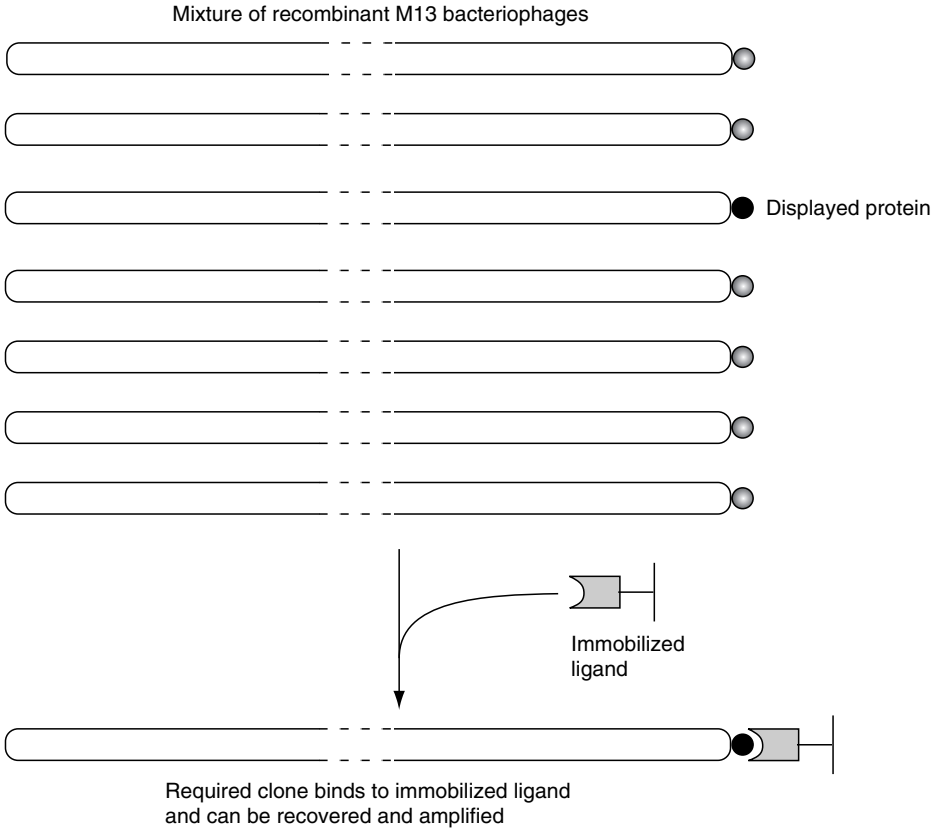 Mixture of recombinant M13 bacteriophages
Displayed protein
Immobilized
ligand
Required clone binds to immobilized ligand
and can be recovered and amplified